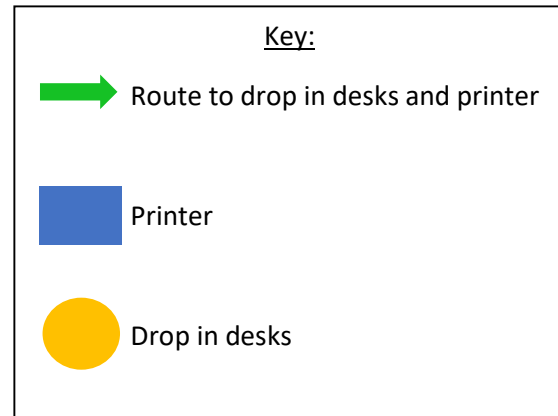 Key:
Route to drop in desks and printer
Printer
Drop in desks